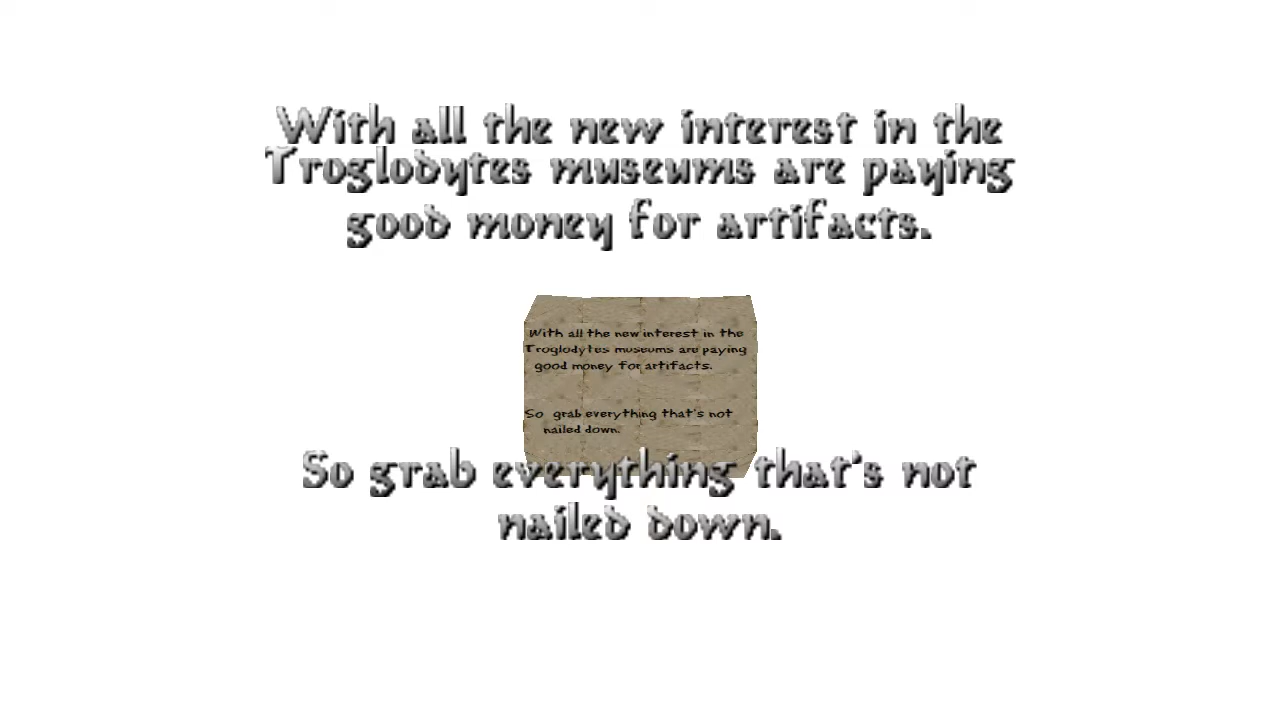 With all the new interest in the
Troglodytes museums are paying
good money for artifacts.
With all the new interest in the
Troglodytes museums are paying
good money for artifacts.
So grab everything that's not
nailed down.
So grab everything that's not
nailed down.